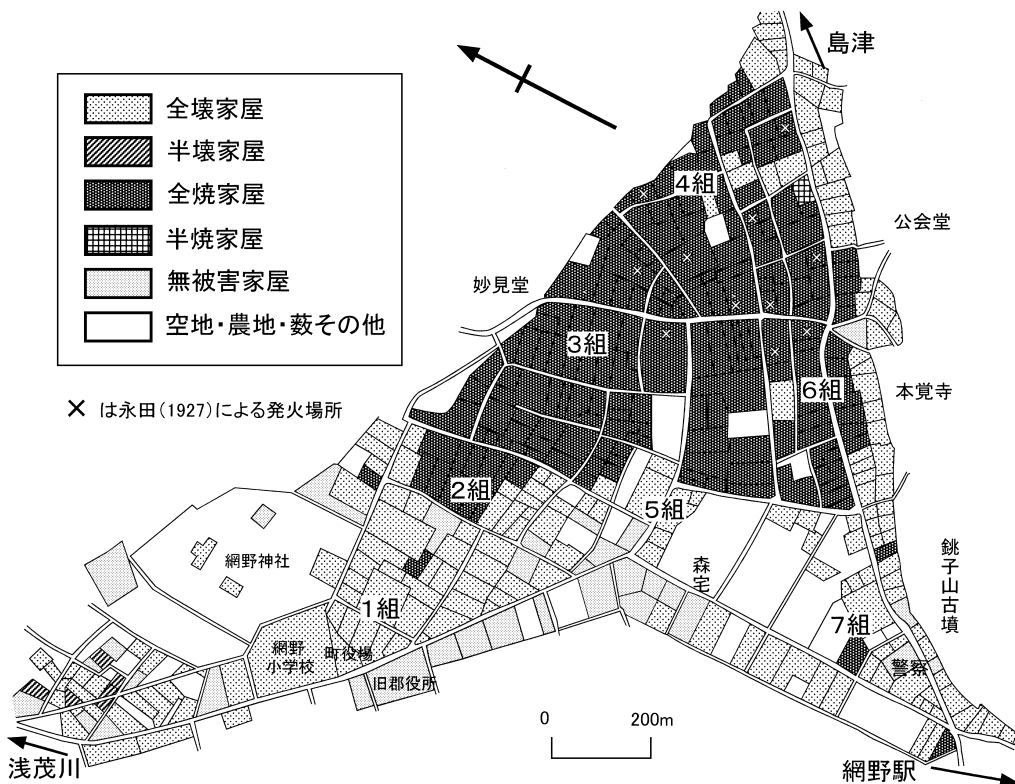 島津
全壊家屋
半壊家屋
全焼家屋
半焼家屋
無被害家屋
空地・農地・薮その他
×は永田(1927)による発火場所
4組
公会堂
妙見堂
3組
6組
本覚寺
2組
5組
網野神社
森宅
銚子山古墳
1組
7組
網野
小学校
町役場
警察
旧郡役所
0 200m
浅茂川
網野駅